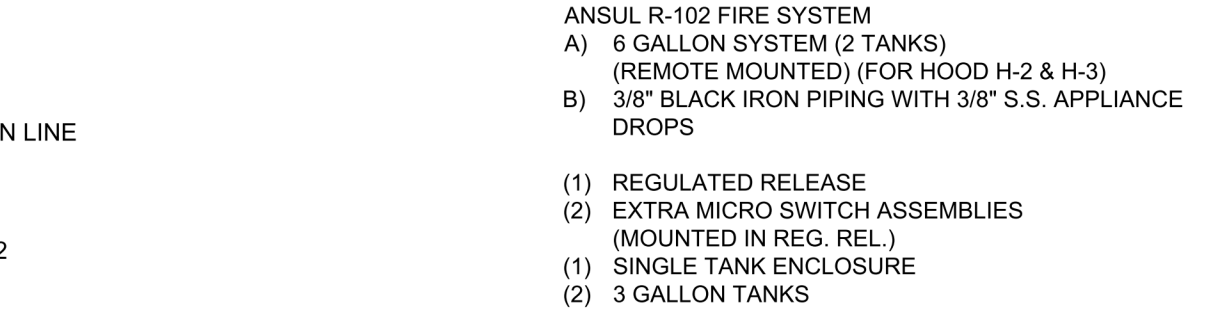 ANSUL R-102 FIRE SYSTEM
A) 6 GALLON SYSTEM (2 TANKS)
(REMOTE MOUNTED) (FOR HOOD H-2 & H-3)
B) 3/8" BLACK IRON PIPING WITH 3/8" S.S. APPLIANCE
DROPS
N LINE
(1) REGULATED RELEASE
(2) EXTRA MICRO SWITCH ASSEMBLIES
(MOUNTED IN REG. REL.)
2
(1) SINGLE TANK ENCLOSURE
(2) 3 GALLON TANKS